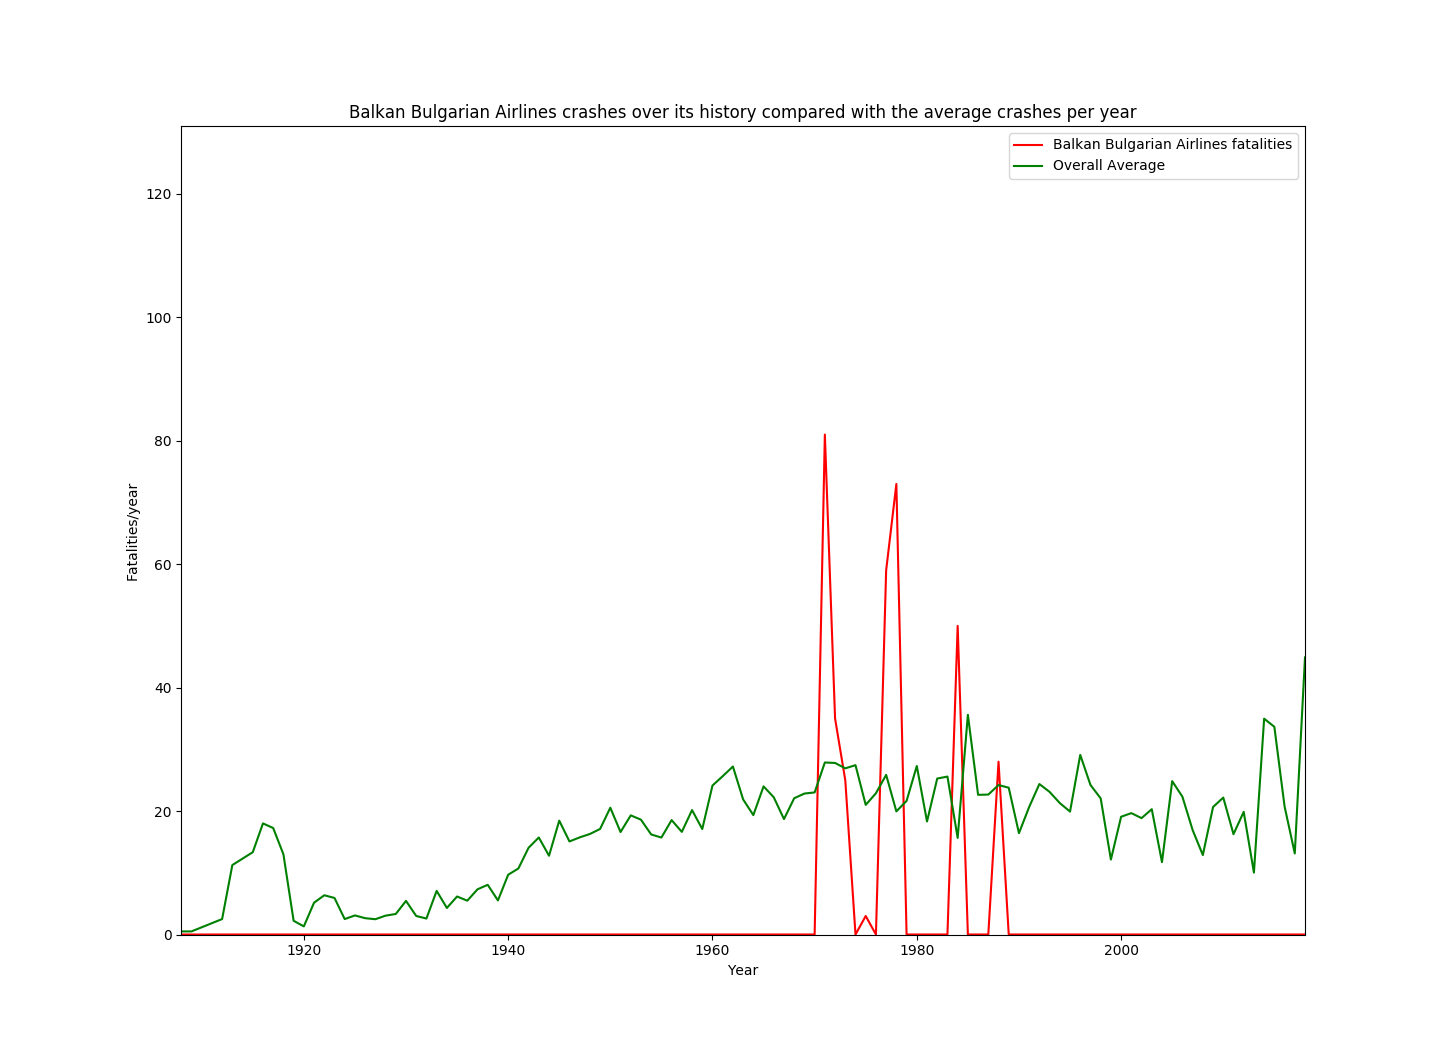 Balkan Bulgarian Airlines crashes over its history compared with the average crashes per year
Balkan Bulgarian Airlines fatalities
Overall Average
120
100
80
60
40
20
0
Fatalities/year
1920 1940 1960 1980 2000
Year